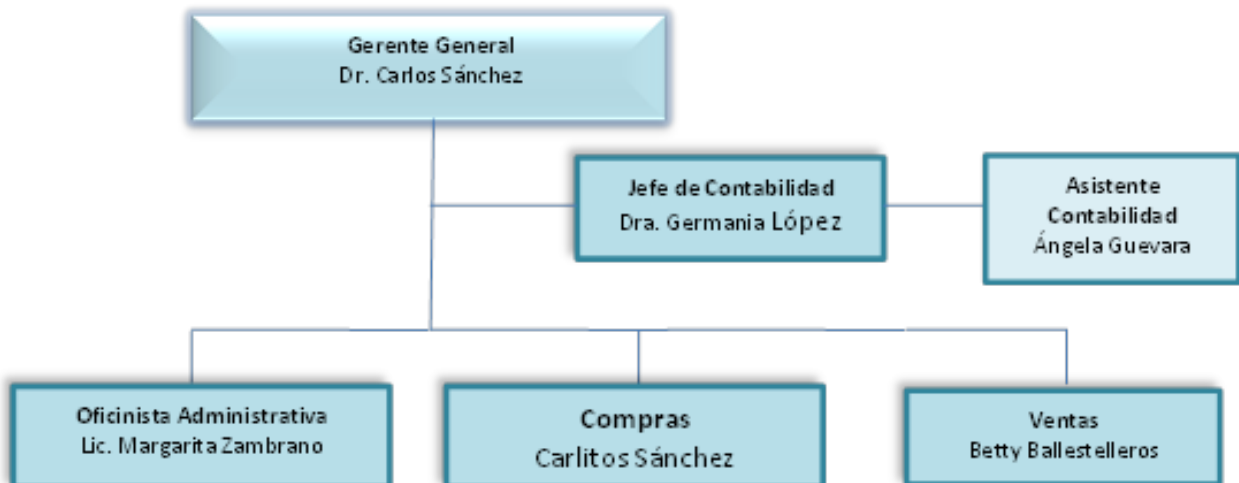 Gerente General
Dr. Carlos Sánchez
Jefe de Contabilidad
Dra. Germania López
Asistente
Contabilidad
Ángela Guevara
Oficinista Administrativa
Lic. Margarita Zambrano
Compras
Carlitos Sánchez
Ventas
Betty Ballestelleros